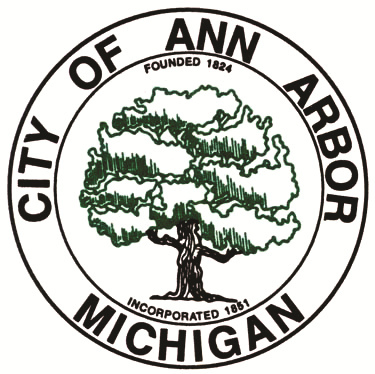 CITY OF ANN ARBOR
FOUNDED 1824
INCORPORATED 1851
MICHIGAN